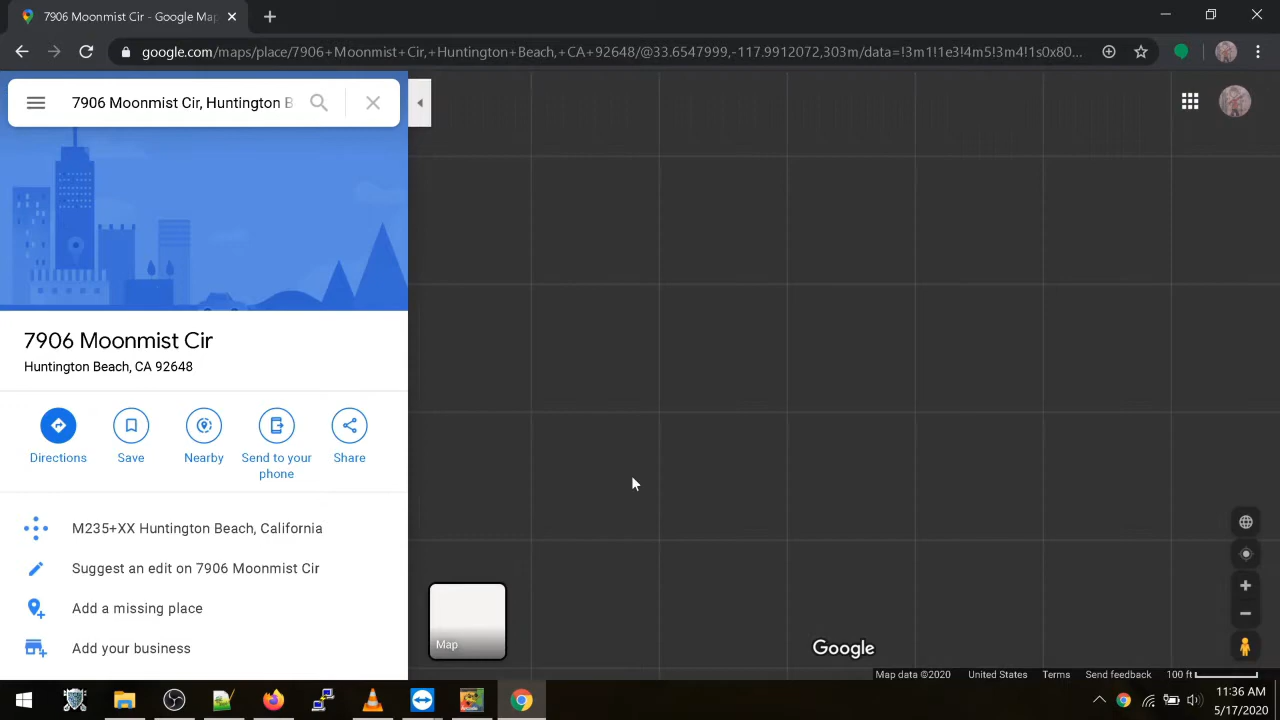 7906 Moonmist Cir - Google Map
google.com/maps/place/7906+Moonmist+Cir,+Huntington+Beach,+CA+92648/@33.6547999,-117.9912072,303m/data=!3m1!1e3!4m5!3m4!1s0x80...
7906 Moonmist Cir, Huntington B
7906 Moonmist Cir
Huntington Beach, CA 92648
Directions
Save
Nearby
Send to your
phone
Share
M235+XX Huntington Beach, California
Suggest an edit on 7906 Moonmist Cir
Add a missing place
Add your business
Map
Google
Map data ©2020 United States Terms Send feedback 100 ft
11:36 AM
5/17/2020